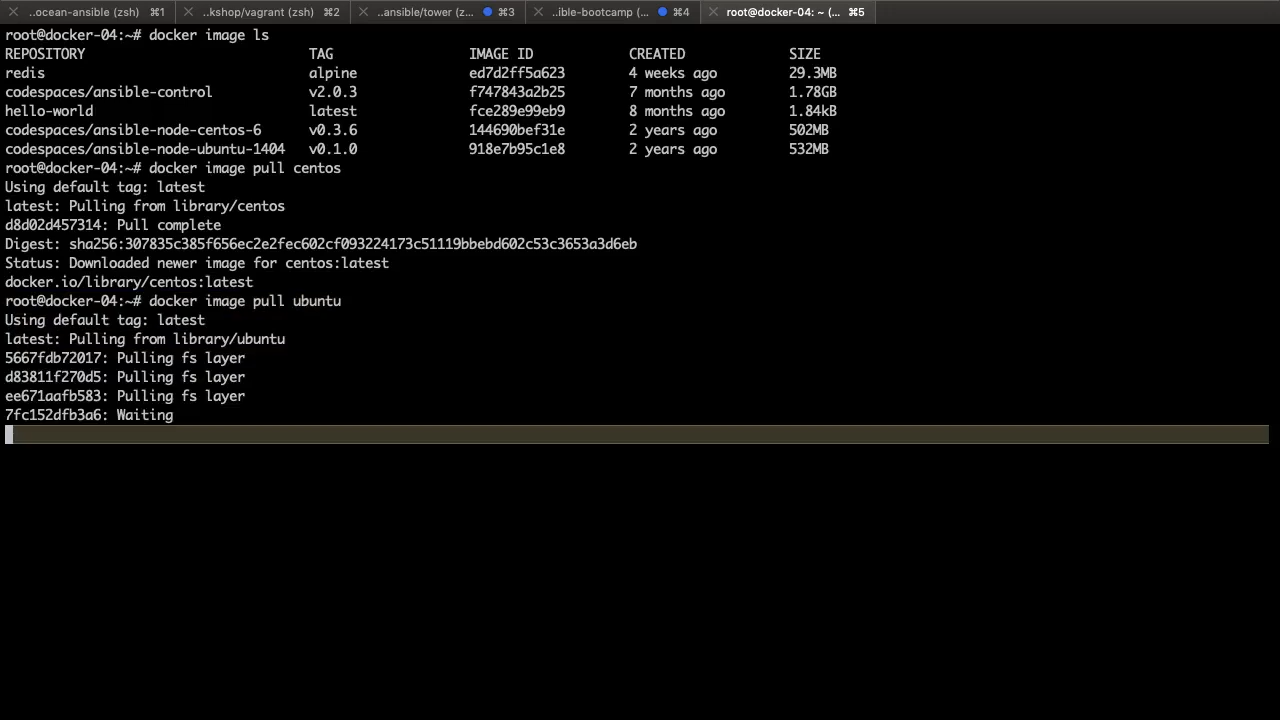 ..ocean-ansible (zsh) ⌘1 ..kshop/vagrant (zsh) ⌘2 ..ansible/tower (z... ⌘3 ..ible-bootcamp (... ⌘4 root@docker-04: ~ (... ⌘5
root@docker-04:~# docker image ls
REPOSITORY TAG IMAGE ID CREATED SIZE
redis alpine ed7d2ff5a623 4 weeks ago 29.3MB
codespaces/ansible-control v2.0.3 f747843a2b25 7 months ago 1.78GB
hello-world latest fce289e99eb9 8 months ago 1.84kB
codespaces/ansible-node-centos-6 v0.3.6 144690bef31e 2 years ago 502MB
codespaces/ansible-node-ubuntu-1404 v0.1.0 918e7b95c1e8 2 years ago 532MB
root@docker-04:~# docker image pull centos
Using default tag: latest
latest: Pulling from library/centos
d8d02d457314: Pull complete
Digest: sha256:307835c385f656ec2e2fec602cf093224173c51119bbebd602c53c3653a3d6eb
Status: Downloaded newer image for centos:latest
docker.io/library/centos:latest
root@docker-04:~# docker image pull ubuntu
Using default tag: latest
latest: Pulling from library/ubuntu
5667fdb72017: Pulling fs layer
d83811f270d5: Pulling fs layer
ee671aafb583: Pulling fs layer
7fc152dfb3a6: Waiting